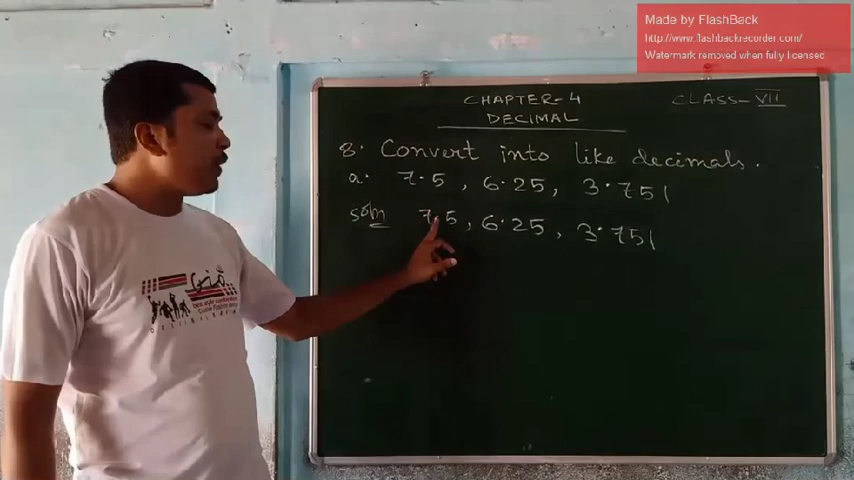 Made by FlashBack
http://www.flashbackrecorder.com/
Watermark removed when fully licensed
CHAPTER-4
DECIMAL
CLASS-VII
8. Convert into like decimals.
a. 7.5, 6.25, 3.751
Soln 7.5, 6.25, 3.751